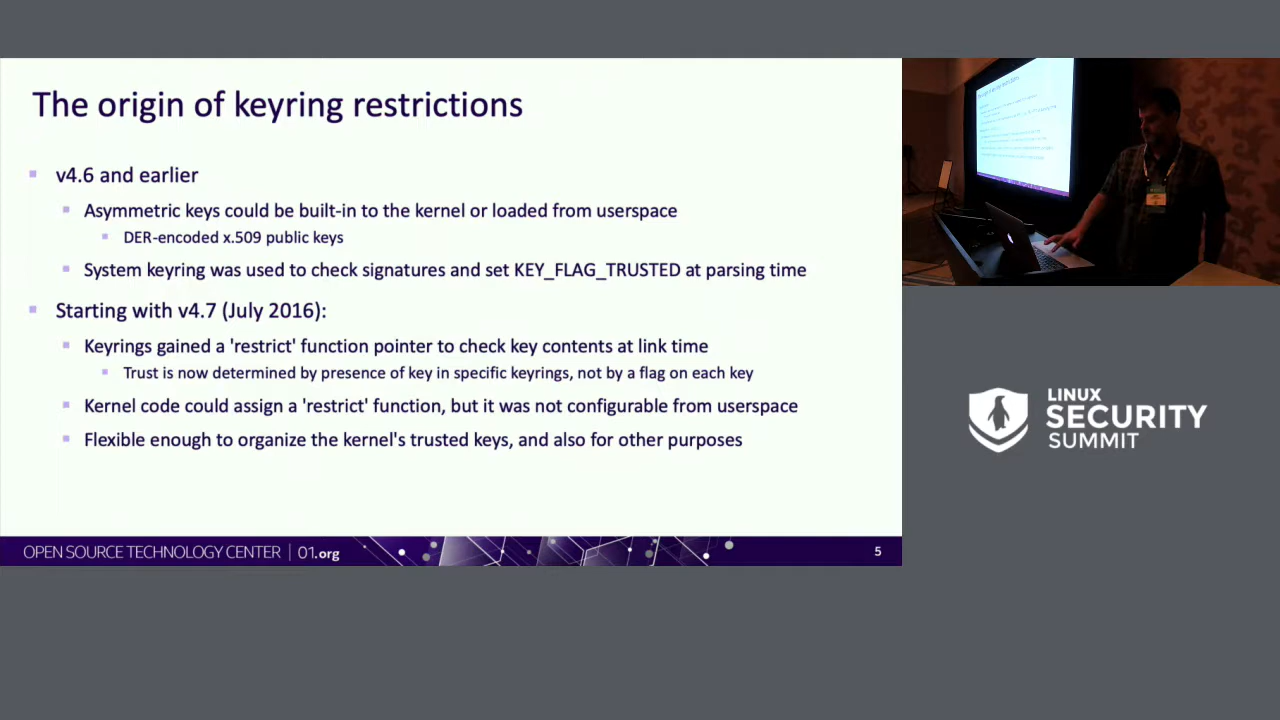 The origin of keyring restrictions
v4.6 and earlier
Asymmetric keys could be built-in to the kernel or loaded from userspace
DER-encoded x.509 public keys
System keyring was used to check signatures and set KEY_FLAG_TRUSTED at parsing time
Starting with v4.7 (July 2016):
Keyrings gained a 'restrict' function pointer to check key contents at link time
Trust is now determined by presence of key in specific keyrings, not by a flag on each key
Kernel code could assign a 'restrict' function, but it was not configurable from userspace
Flexible enough to organize the kernel's trusted keys, and also for other purposes
OPEN SOURCE TECHNOLOGY CENTER | 01.org
5
LINUX
SECURITY
SUMMIT